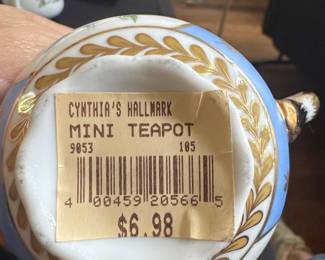 CYNTHIA'S HALLMARK
MINI TEAPOT
9053 105
4 00459 20566 5
$6.98